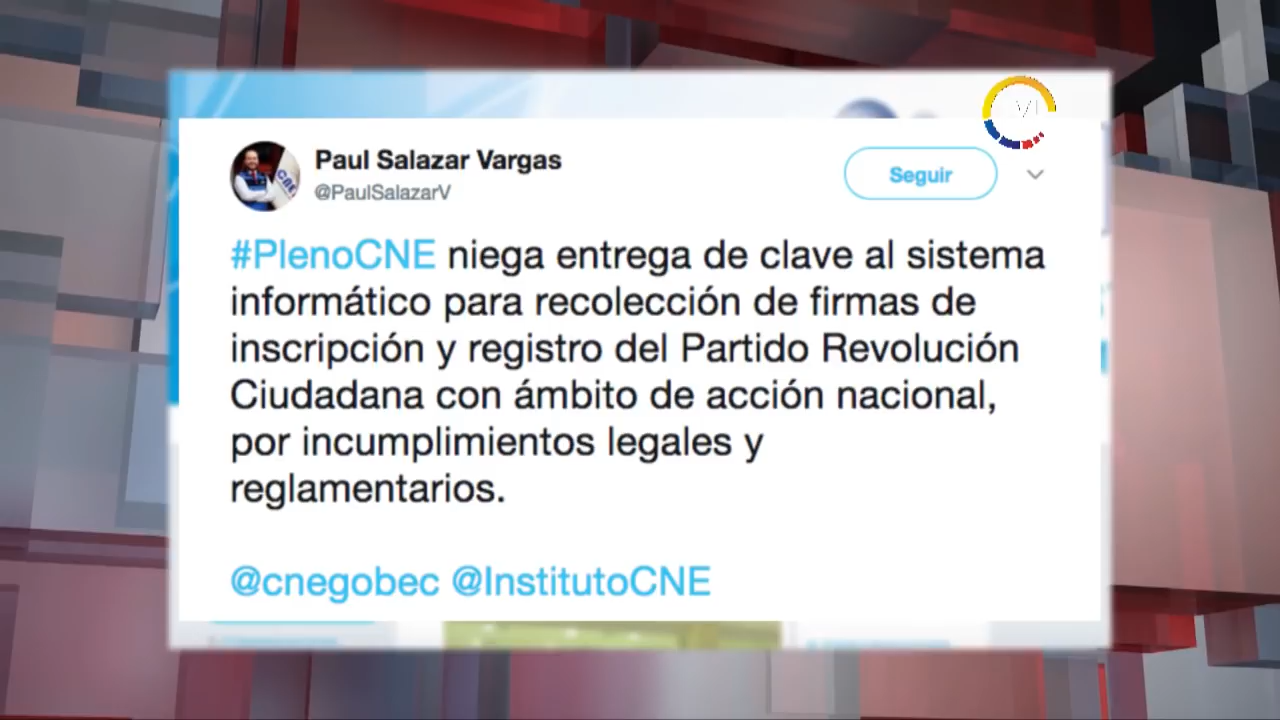 Paul Salazar Vargas
@PaulSalazarV
Seguir
#PlenoCNE niega entrega de clave al sistema
informático para recolección de firmas de
inscripción y registro del Partido Revolución
Ciudadana con ámbito de acción nacional,
por incumplimientos legales y
reglamentarios.
@cnegobec @InstitutoCNE